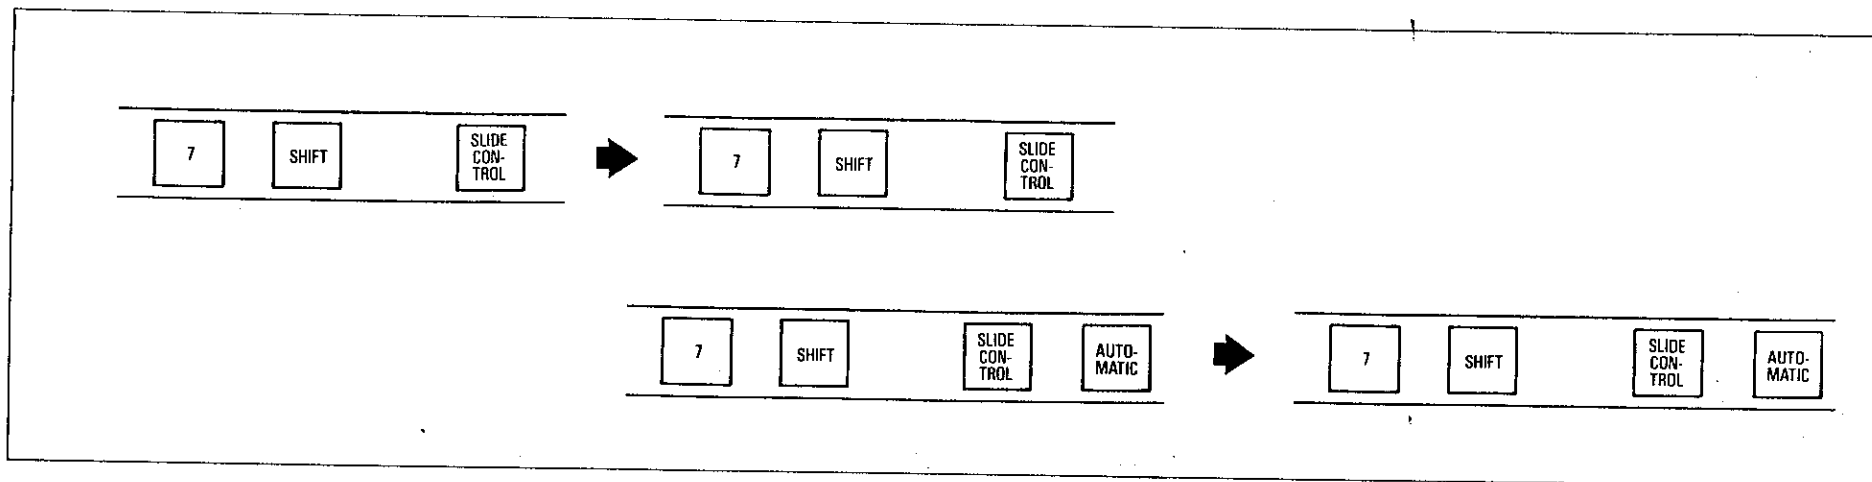 7
SHIFT
SLIDE
CON-
TROL
7
SHIFT
SLIDE
CON-
TROL
7
SHIFT
SLIDE
CON-
TROL
AUTO-
MATIC
7
SHIFT
SLIDE
CON-
TROL
AUTO-
MATIC